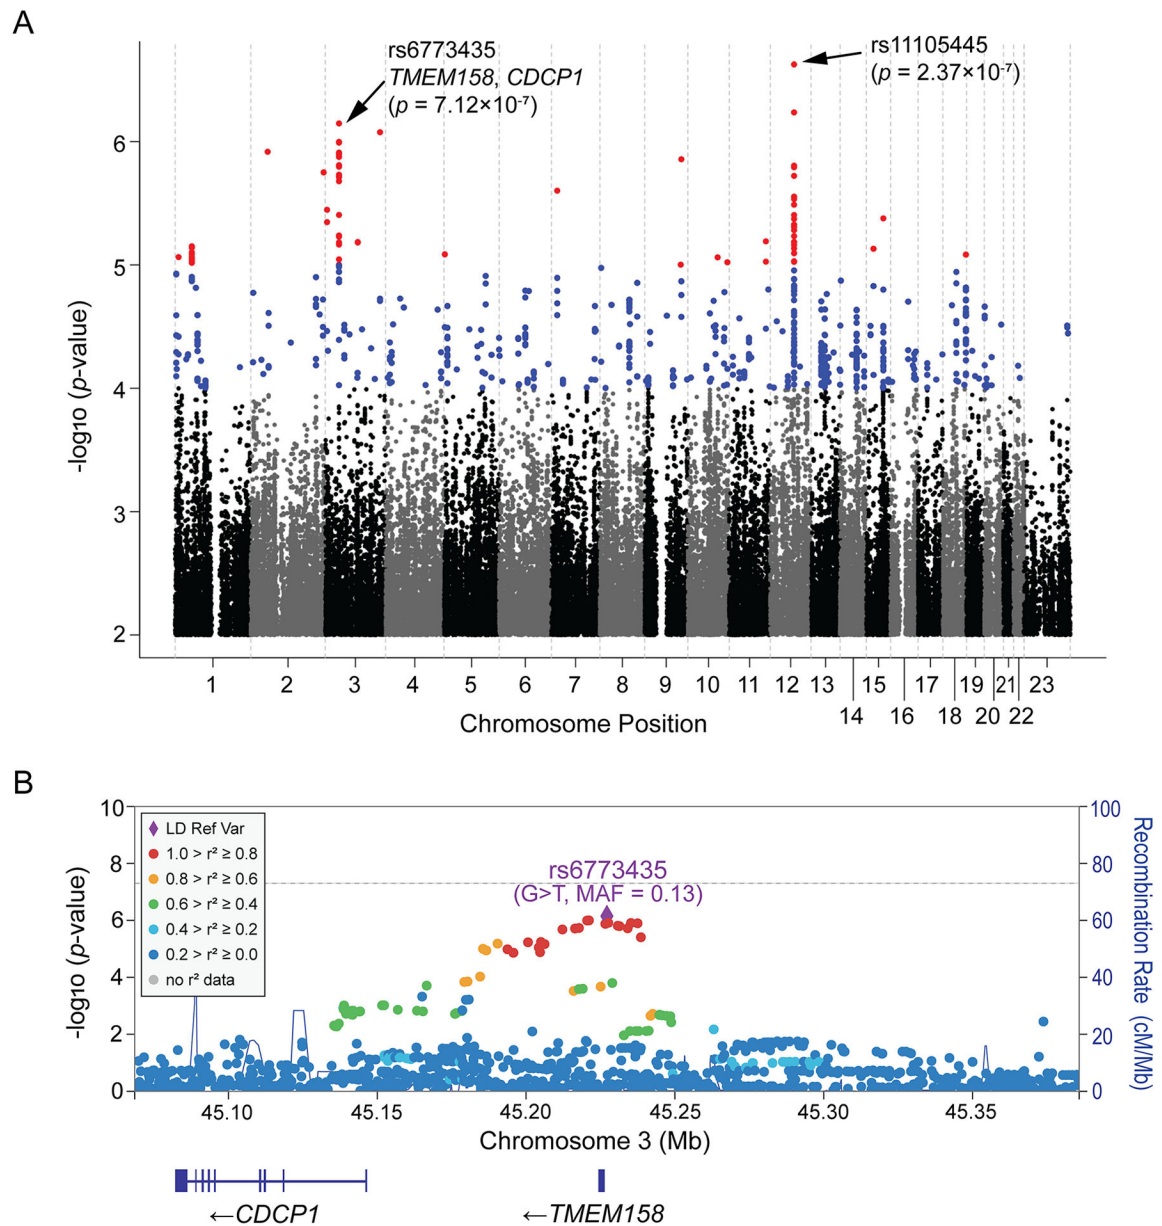 A
rs6773435
TMEM158, CDCP1
(p = 7.12×10⁻⁷)
rs11105445
(p = 2.37×10⁻⁷)
6
5
4
3
2
-log₁₀ (p-value)
1 2 3 4 5 6 7 8 9 10 11 12 13 15 17 19 21 23
14 16 18 20 22
Chromosome Position
B
10
8
6
4
2
0
-log₁₀ (p-value)
LD Ref Var
1.0 > r² ≥ 0.8
0.8 > r² ≥ 0.6
0.6 > r² ≥ 0.4
0.4 > r² ≥ 0.2
0.2 > r² ≥ 0.0
no r² data
rs6773435
(G>T, MAF = 0.13)
100
80
60
40
20
0
Recombination Rate (cM/Mb)
45.10 45.15 45.20 45.25 45.30 45.35
Chromosome 3 (Mb)
←CDCP1
←TMEM158